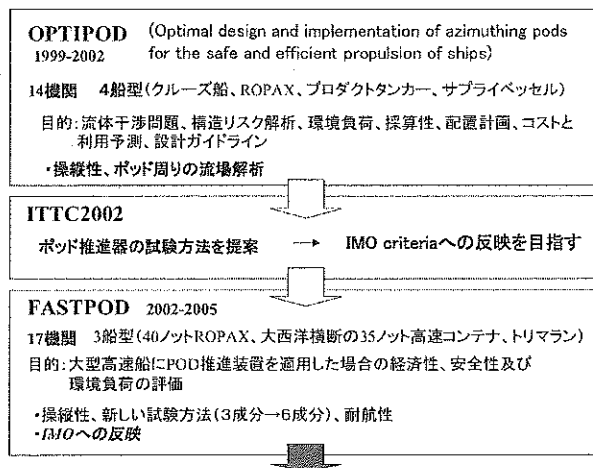 OPTIPOD (Optimal design and implementation of azimuthing pods
1999-2002 for the safe and efficient propulsion of ships)
14機関 4船型(クルーズ船、ROPAX、プロダクトタンカー、サプライベッセル)
目的:流体干渉問題、構造リスク解析、環境負荷、採算性、配置計画、コストと
利用予測、設計ガイドライン
・操縦性、ポッド周りの流場解析
ITTC2002
ポッド推進器の試験方法を提案 → IMO criteriaへの反映を目指す
FASTPOD 2002-2005
17機関 3船型(40ノットROPAX、大西洋横断の35ノット高速コンテナ、トリマラン)
目的:大型高速船にPOD推進装置を適用した場合の経済性、安全性及び
環境負荷の評価
・操縦性、新しい試験方法(3成分→6成分)、耐航性
・IMOへの反映